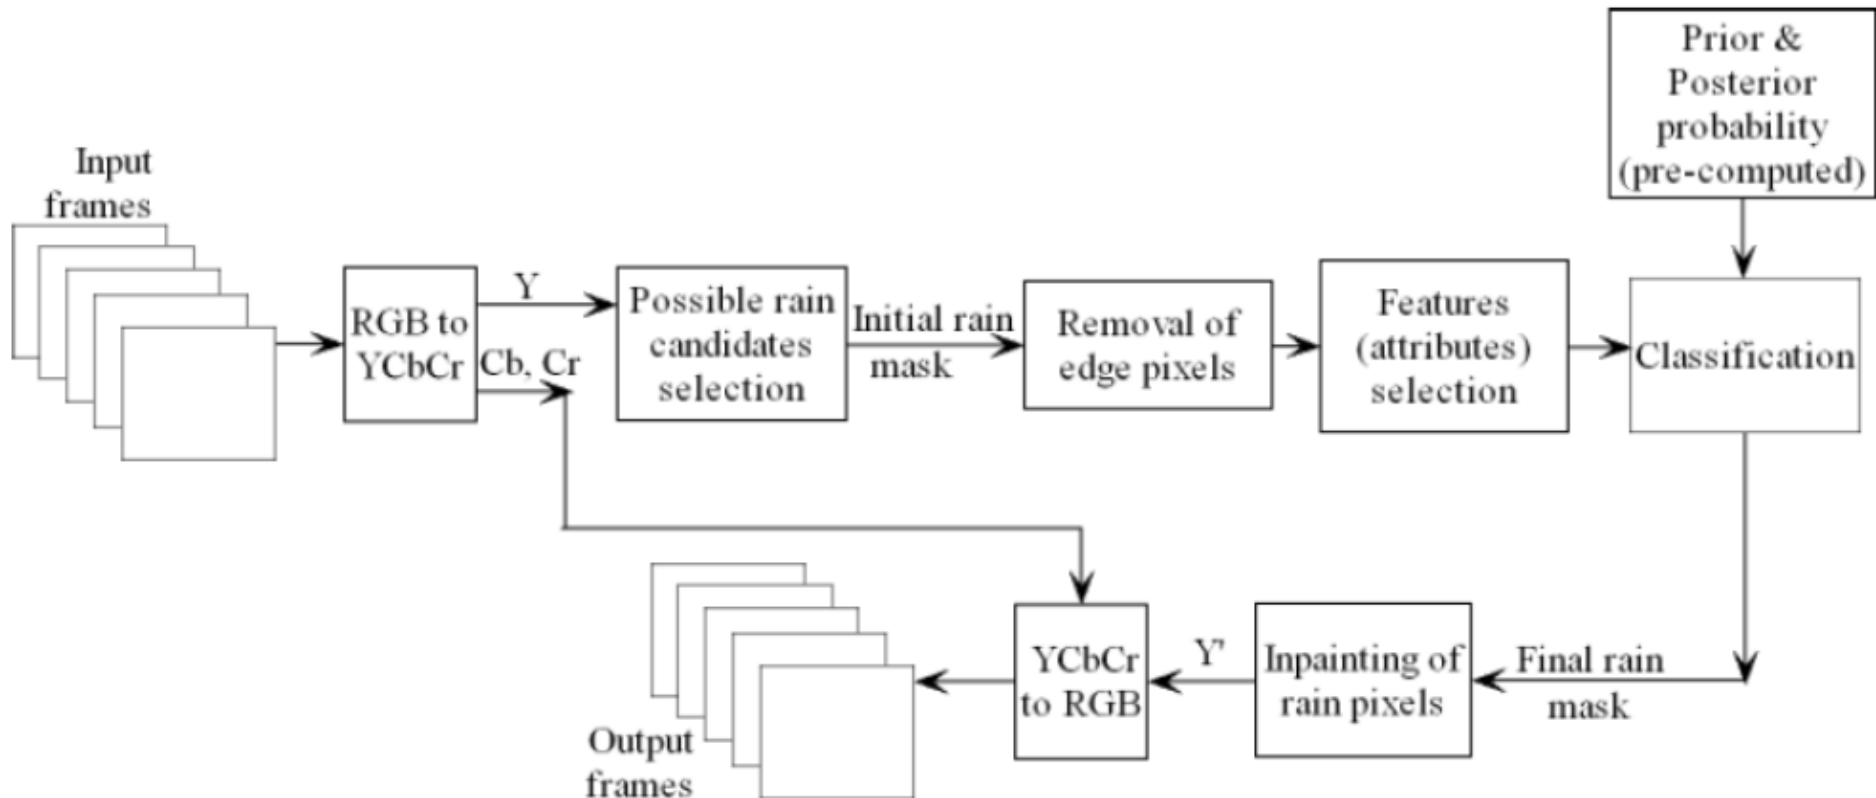 Prior &
Posterior
probability
(pre-computed)
Input
frames
RGB to
YCbCr
Y
Cb, Cr
Possible rain
candidates
selection
Initial rain
mask
Removal of
edge pixels
Features
(attributes)
selection
Classification
Final rain
mask
Inpainting of
rain pixels
Y'
YCbCr
to RGB
Output
frames